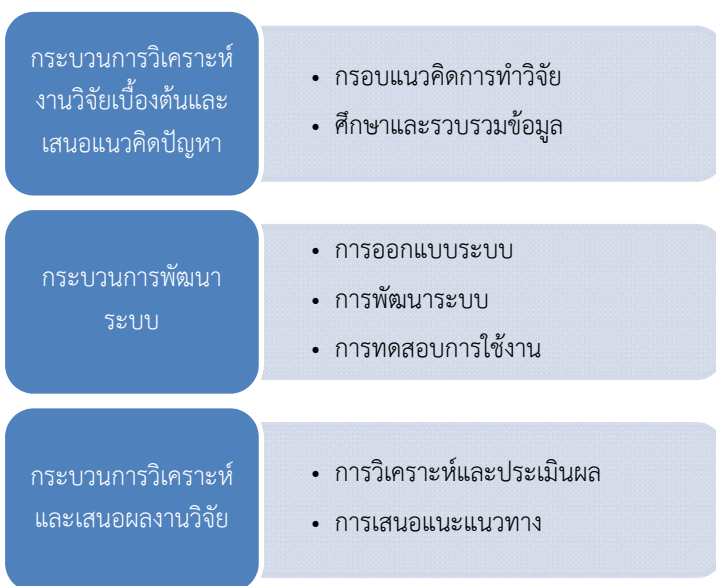 กระบวนการวิเคราะห์
งานวิจัยเบื้องต้นและ
เสนอแนวคิดปัญหา
• กรอบแนวคิดการทำวิจัย
• ศึกษาและรวบรวมข้อมูล
กระบวนการพัฒนา
ระบบ
• การออกแบบระบบ
• การพัฒนาระบบ
• การทดสอบการใช้งาน
กระบวนการวิเคราะห์
และเสนอผลงานวิจัย
• การวิเคราะห์และประเมินผล
• การเสนอแนะแนวทาง